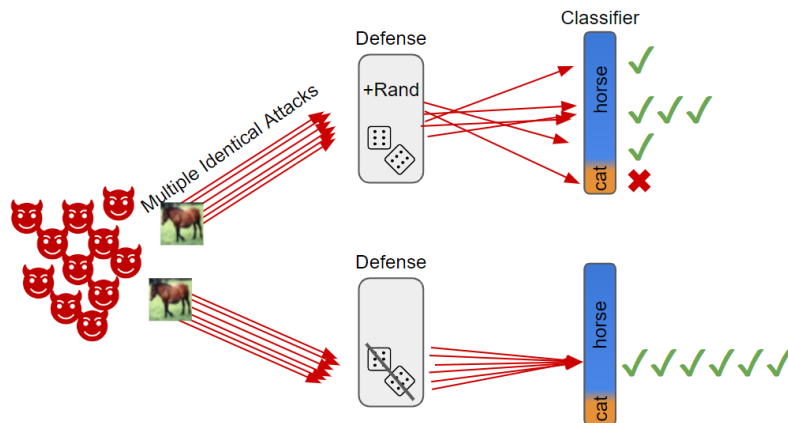 Classifier
Defense
+Rand
horse
cat
Multiple Identical Attacks
Defense
horse
cat